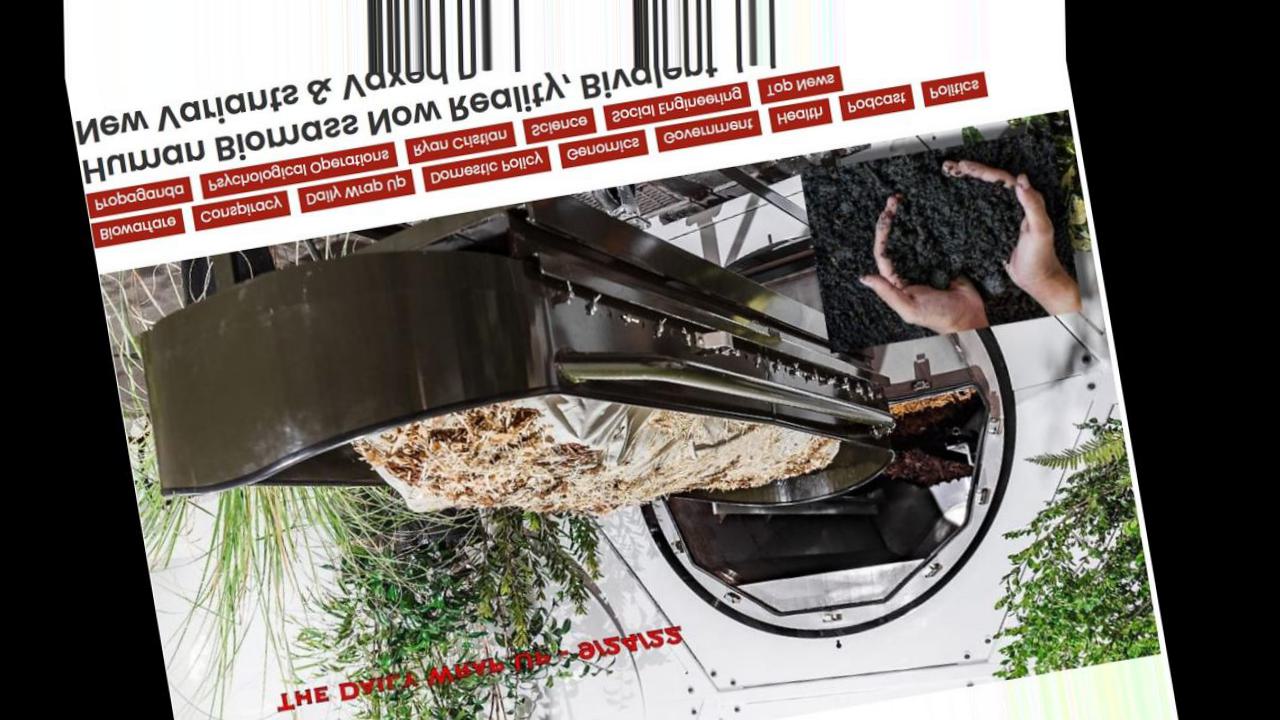 THE DAILY WRAP UP - 9/24/22
Biowarfare Conspiracy Daily Wrap Up Domestic Policy Genomics Government Health Podcast Politics
Propaganda Psychological Operations Ryan Cristian Science Social Engineering Top News
Human Biomass Now Reality, Bivalent
New Variants & Vaxed